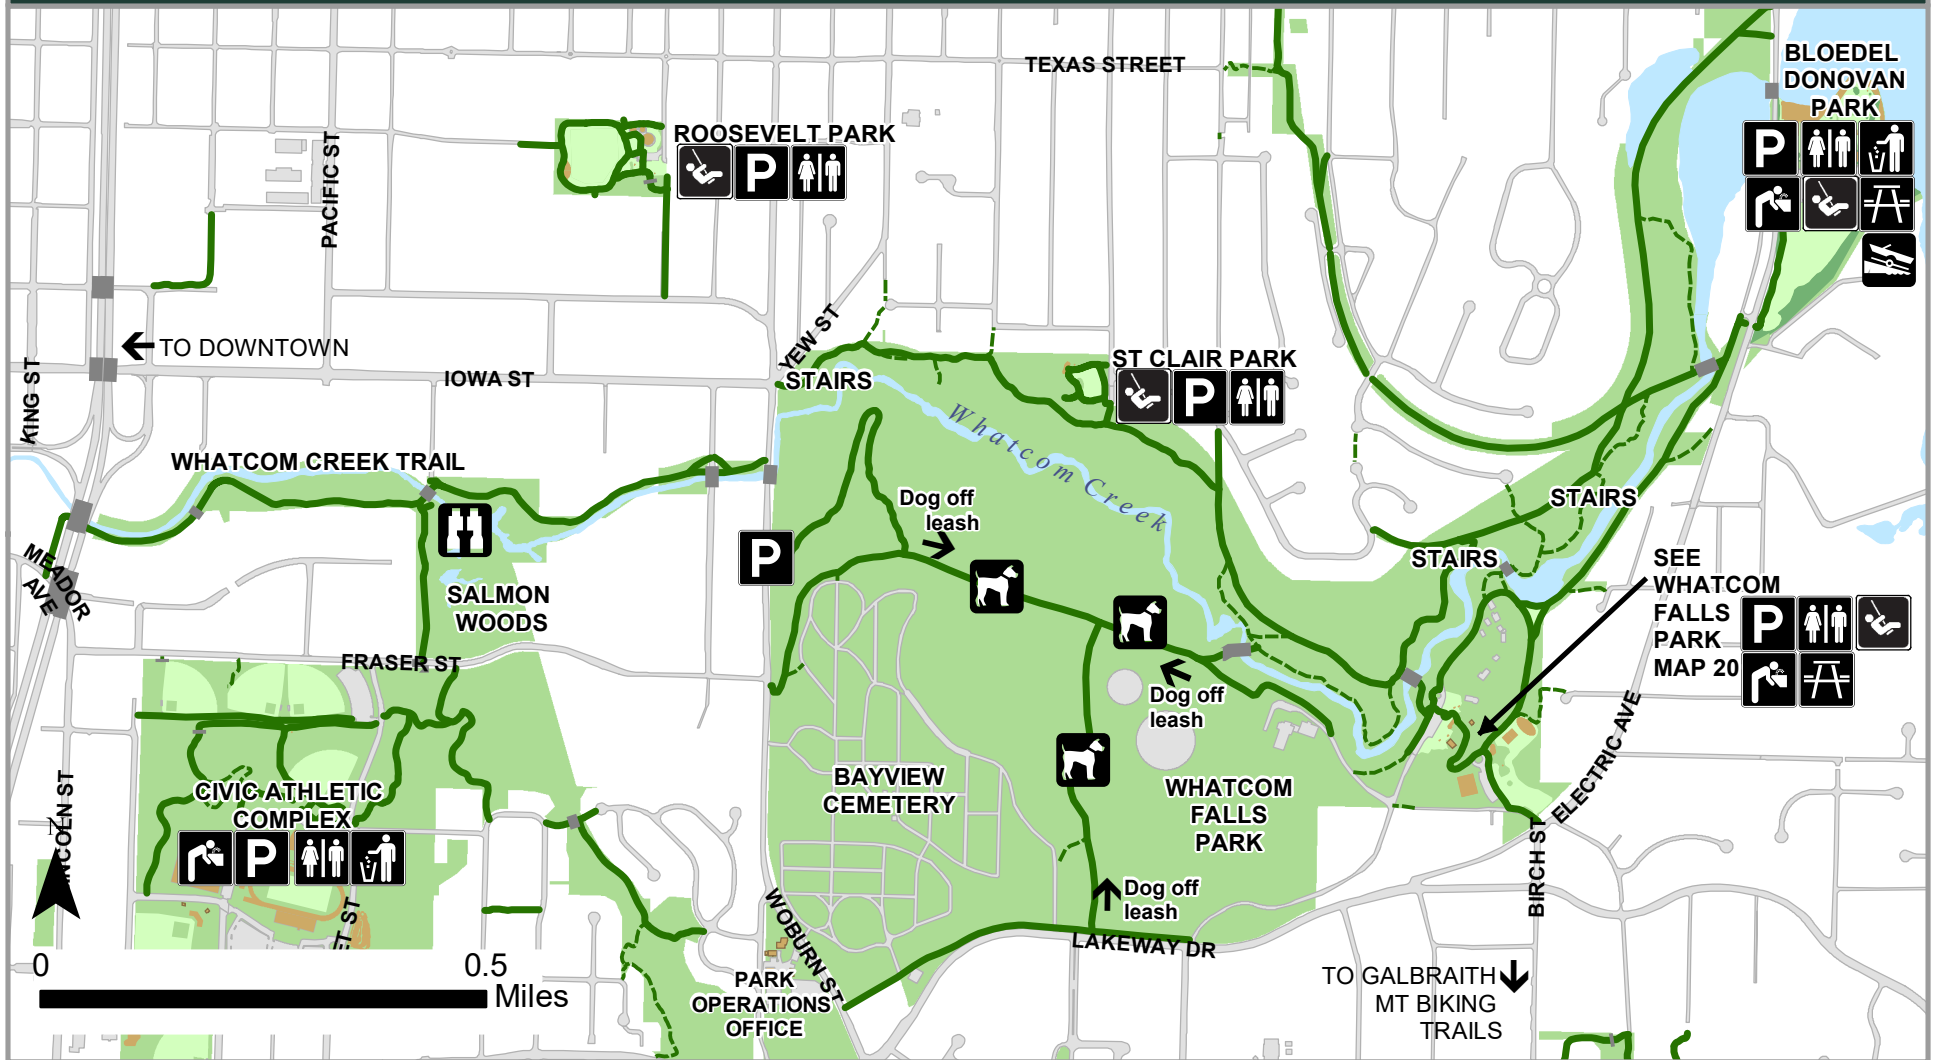 TEXAS STREET
BLOEDEL
DONOVAN
PARK
ROOSEVELT PARK
P
P
PACIFIC ST
TO DOWNTOWN
YEW ST
STAIRS
IOWA ST
KING ST
ST CLAIR PARK
P
Whatcom Creek
WHATCOM CREEK TRAIL
Dog off
leash
STAIRS
STAIRS
P
MEADOR
AVE
SALMON
WOODS
SEE
WHATCOM
FALLS
PARK
MAP 20
P
FRASER ST
Dog off
leash
ELECTRIC AVE
BAYVIEW
CEMETERY
WHATCOM
FALLS
PARK
CIVIC ATHLETIC
COMPLEX
P
N
NCOLN ST
ET ST
BIRCH ST
Dog off
leash
WOBURN ST
LAKEWAY DR
0
0.5
Miles
PARK
OPERATIONS
OFFICE
TO GALBRAITH
MT BIKING
TRAILS